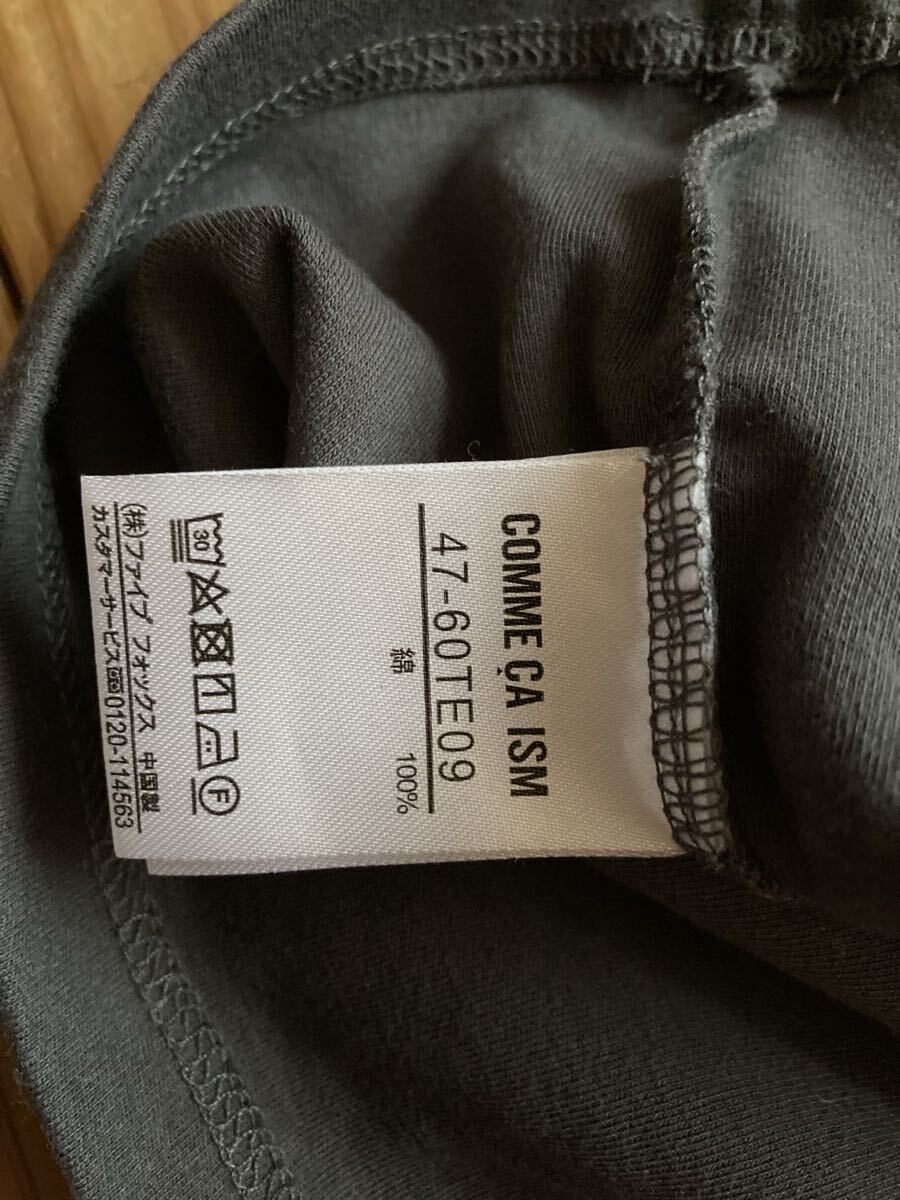 COMME ÇA ISM
47-60TE09
綿 100%
30
F
(株)ファイブ フォックス 中国製
カスタマーサービス 0120-114563